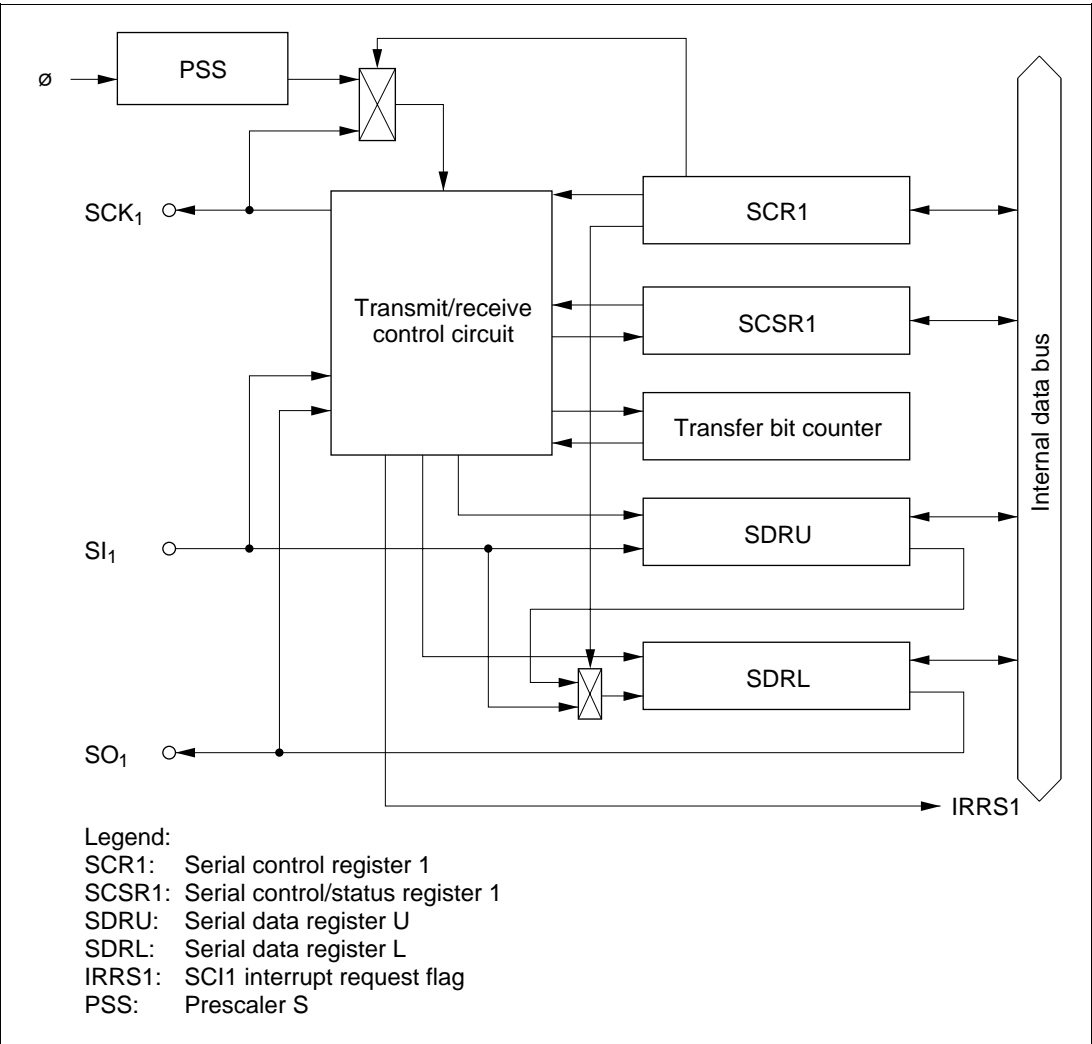 PSS
ø
SCK1
SCR1
Transmit/receive
control circuit
SCSR1
Transfer bit counter
Internal data bus
SI1
SDRU
SDRL
SO1
IRRS1
Legend:
SCR1: Serial control register 1
SCSR1: Serial control/status register 1
SDRU: Serial data register U
SDRL: Serial data register L
IRRS1: SCI1 interrupt request flag
PSS: Prescaler S